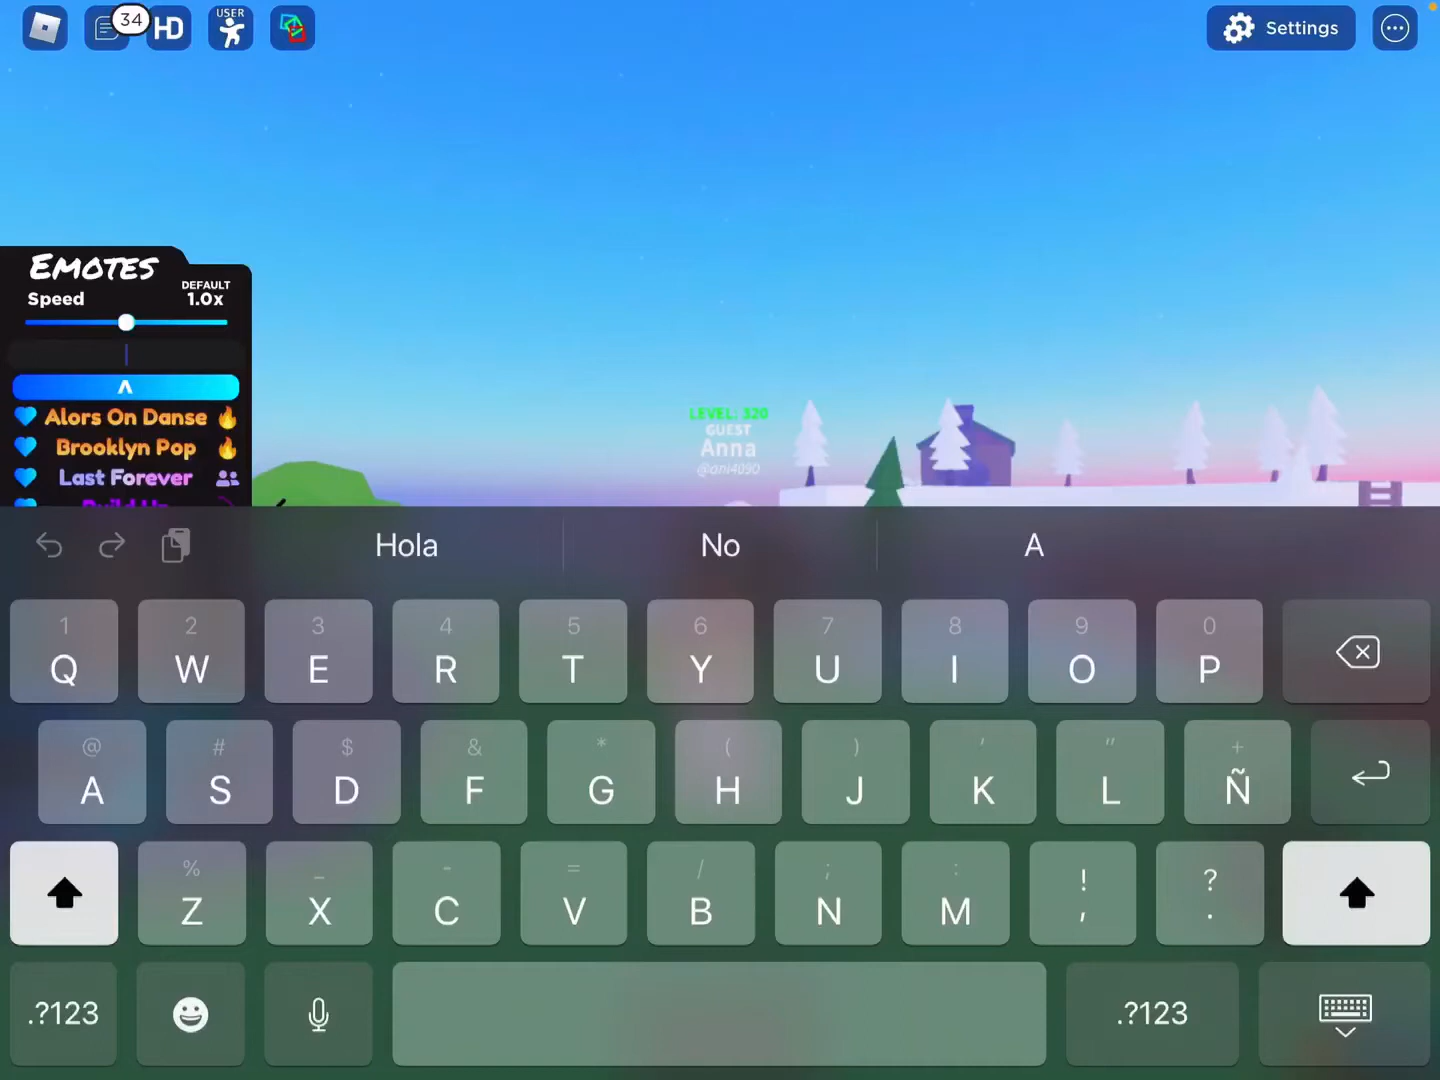 34
HD
USER
Settings
EMOTES
Speed
DEFAULT
1.0x
Alors On Danse
Brooklyn Pop
Last Forever
LEVEL: 320
GUEST
Anna
@oni4090
Hola
No
A
1 2 3 4 5 6 7 8 9 0
Q W E R T Y U I O P
@ # $ & * ( ) ' " +
A S D F G H J K L Ñ
% _ - = / ; : ! ?
Z X C V B N M , .
.?123
.?123